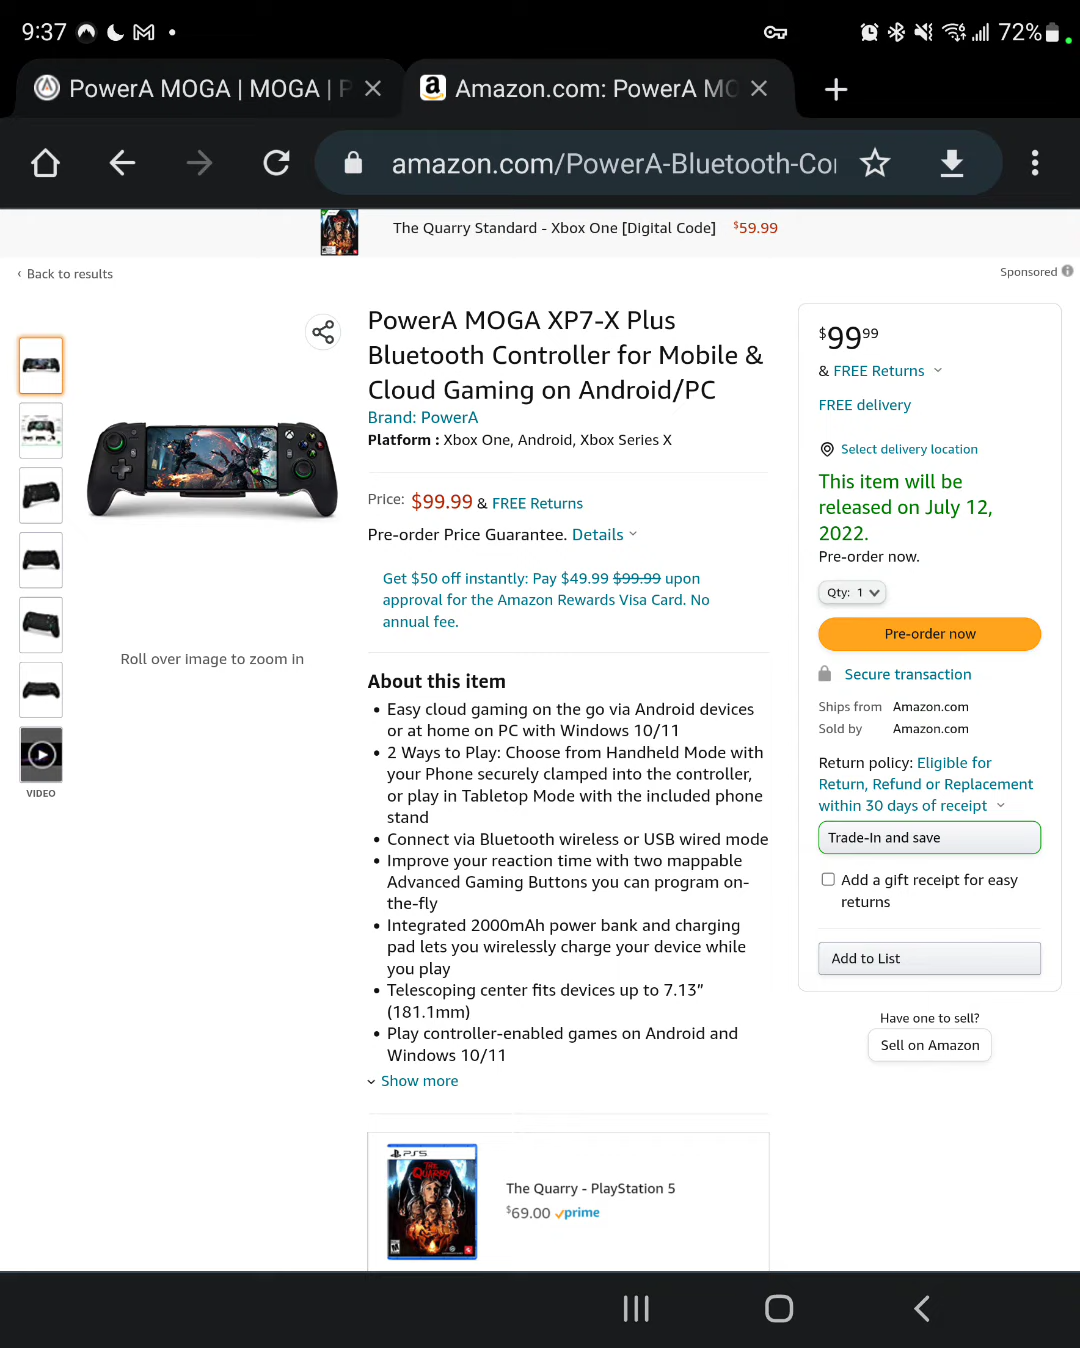 9:37
72%
PowerA MOGA | MOGA | P
Amazon.com: PowerA MO
amazon.com/PowerA-Bluetooth-Co
The Quarry Standard - Xbox One [Digital Code] $59.99
‹ Back to results
Sponsored
PowerA MOGA XP7-X Plus
Bluetooth Controller for Mobile &
Cloud Gaming on Android/PC
Brand: PowerA
Platform : Xbox One, Android, Xbox Series X
Price: $99.99 & FREE Returns
Pre-order Price Guarantee. Details
Get $50 off instantly: Pay $49.99 $99.99 upon
approval for the Amazon Rewards Visa Card. No
annual fee.
Roll over image to zoom in
VIDEO
About this item
• Easy cloud gaming on the go via Android devices
or at home on PC with Windows 10/11
• 2 Ways to Play: Choose from Handheld Mode with
your Phone securely clamped into the controller,
or play in Tabletop Mode with the included phone
stand
• Connect via Bluetooth wireless or USB wired mode
• Improve your reaction time with two mappable
Advanced Gaming Buttons you can program on-
the-fly
• Integrated 2000mAh power bank and charging
pad lets you wirelessly charge your device while
you play
• Telescoping center fits devices up to 7.13”
(181.1mm)
• Play controller-enabled games on Android and
Windows 10/11
Show more
$99.99
& FREE Returns
FREE delivery
Select delivery location
This item will be
released on July 12,
2022.
Pre-order now.
Qty: 1
Pre-order now
Secure transaction
Ships from Amazon.com
Sold by Amazon.com
Return policy: Eligible for
Return, Refund or Replacement
within 30 days of receipt
Trade-In and save
Add a gift receipt for easy
returns
Add to List
Have one to sell?
Sell on Amazon
PS5
THE
QUARRY
The Quarry - PlayStation 5
$69.00 prime